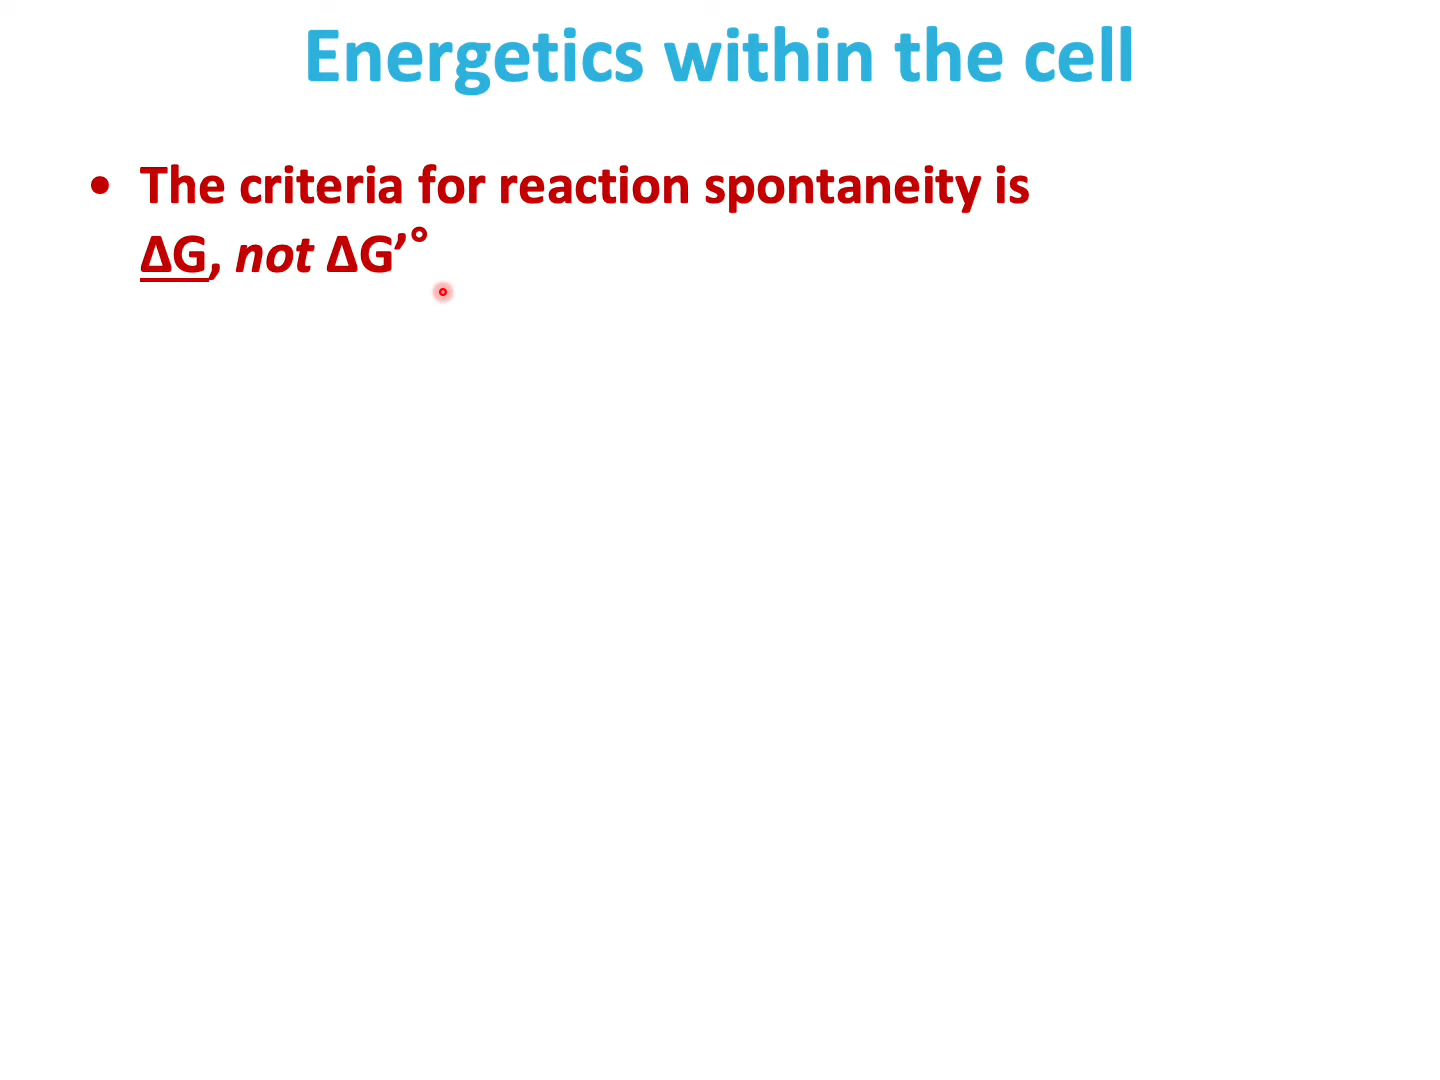 Energetics within the cell
• The criteria for reaction spontaneity is
ΔG, not ΔG’°